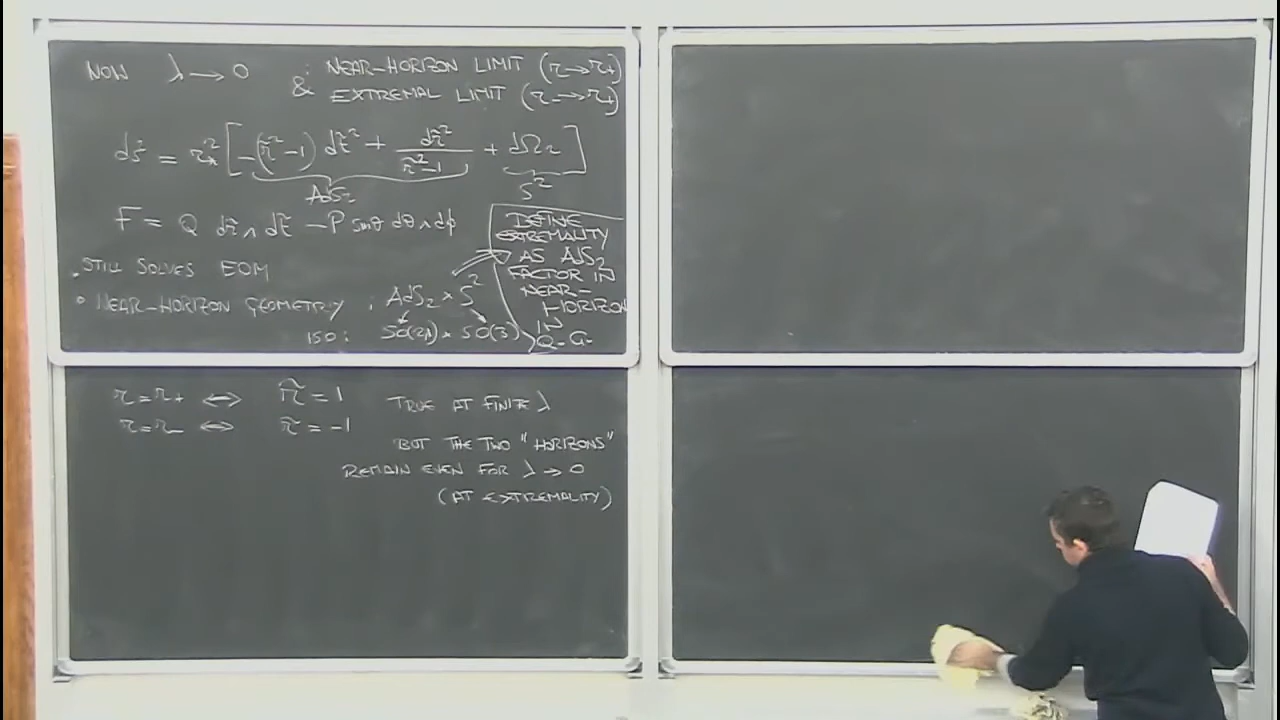 NOW λ → 0 : NEAR-HORIZON LIMIT (r → r₊)
& EXTREMAL LIMIT (r₋ → r₊)
ds² = r*² [ -(r̃²-1) dt̃² + dr̃²/(r̃²-1) + dΩ₂ ]
AdS₂ S²
F = Q dr̃ ∧ dt̃ - P sinθ dθ ∧ dφ
. STILL SOLVES EOM
• NEAR-HORIZON GEOMETRY : AdS₂ × S²
ISO: SO(2,1) × SO(3)
DEFINE
EXTREMALITY
AS AdS₂
FACTOR IN
NEAR-
HORIZON
IN
Q. G.
r = r₊ ⟺ r̃ = 1 TRUE AT FINITE λ
r = r₋ ⟺ r̃ = -1
BUT THE TWO "HORIZONS"
REMAIN EVEN FOR λ → 0
(AT EXTREMALITY)